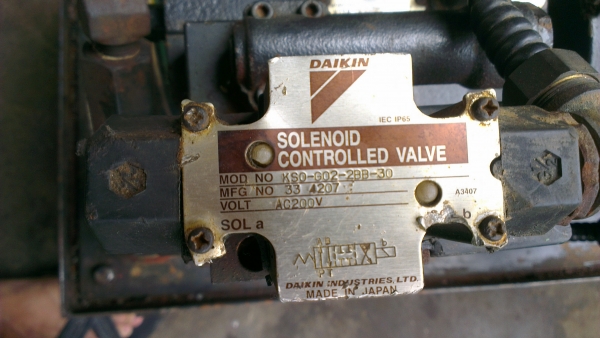 DAIKIN
IEC IP65
SOLENOID
CONTROLLED VALVE
MOD NO KSO-G02-2BB-30
MFG NO 33 4207
A3407
VOLT AC200V
SOL a
b
DAIKIN INDUSTRIES, LTD.
MADE IN JAPAN